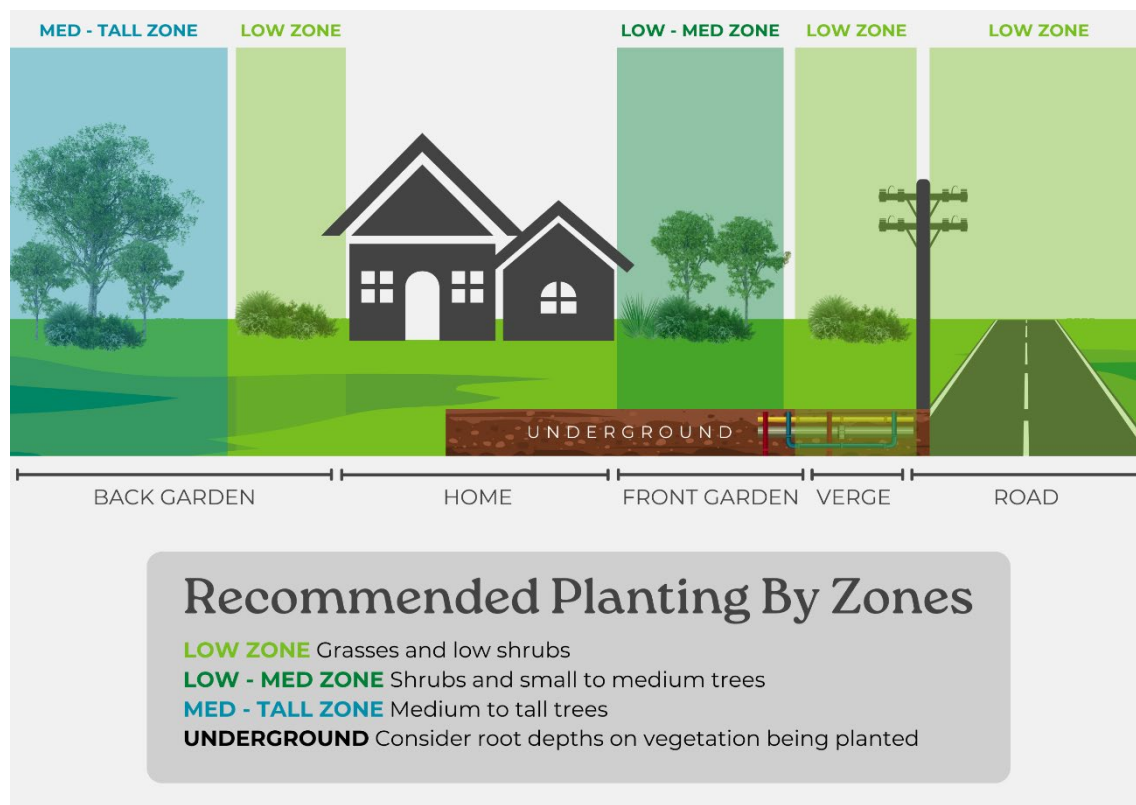 MED - TALL ZONE
LOW ZONE
LOW - MED ZONE
LOW ZONE
LOW ZONE
UNDERGROUND
BACK GARDEN
HOME
FRONT GARDEN
VERGE
ROAD
Recommended Planting By Zones
LOW ZONE Grasses and low shrubs
LOW - MED ZONE Shrubs and small to medium trees
MED - TALL ZONE Medium to tall trees
UNDERGROUND Consider root depths on vegetation being planted